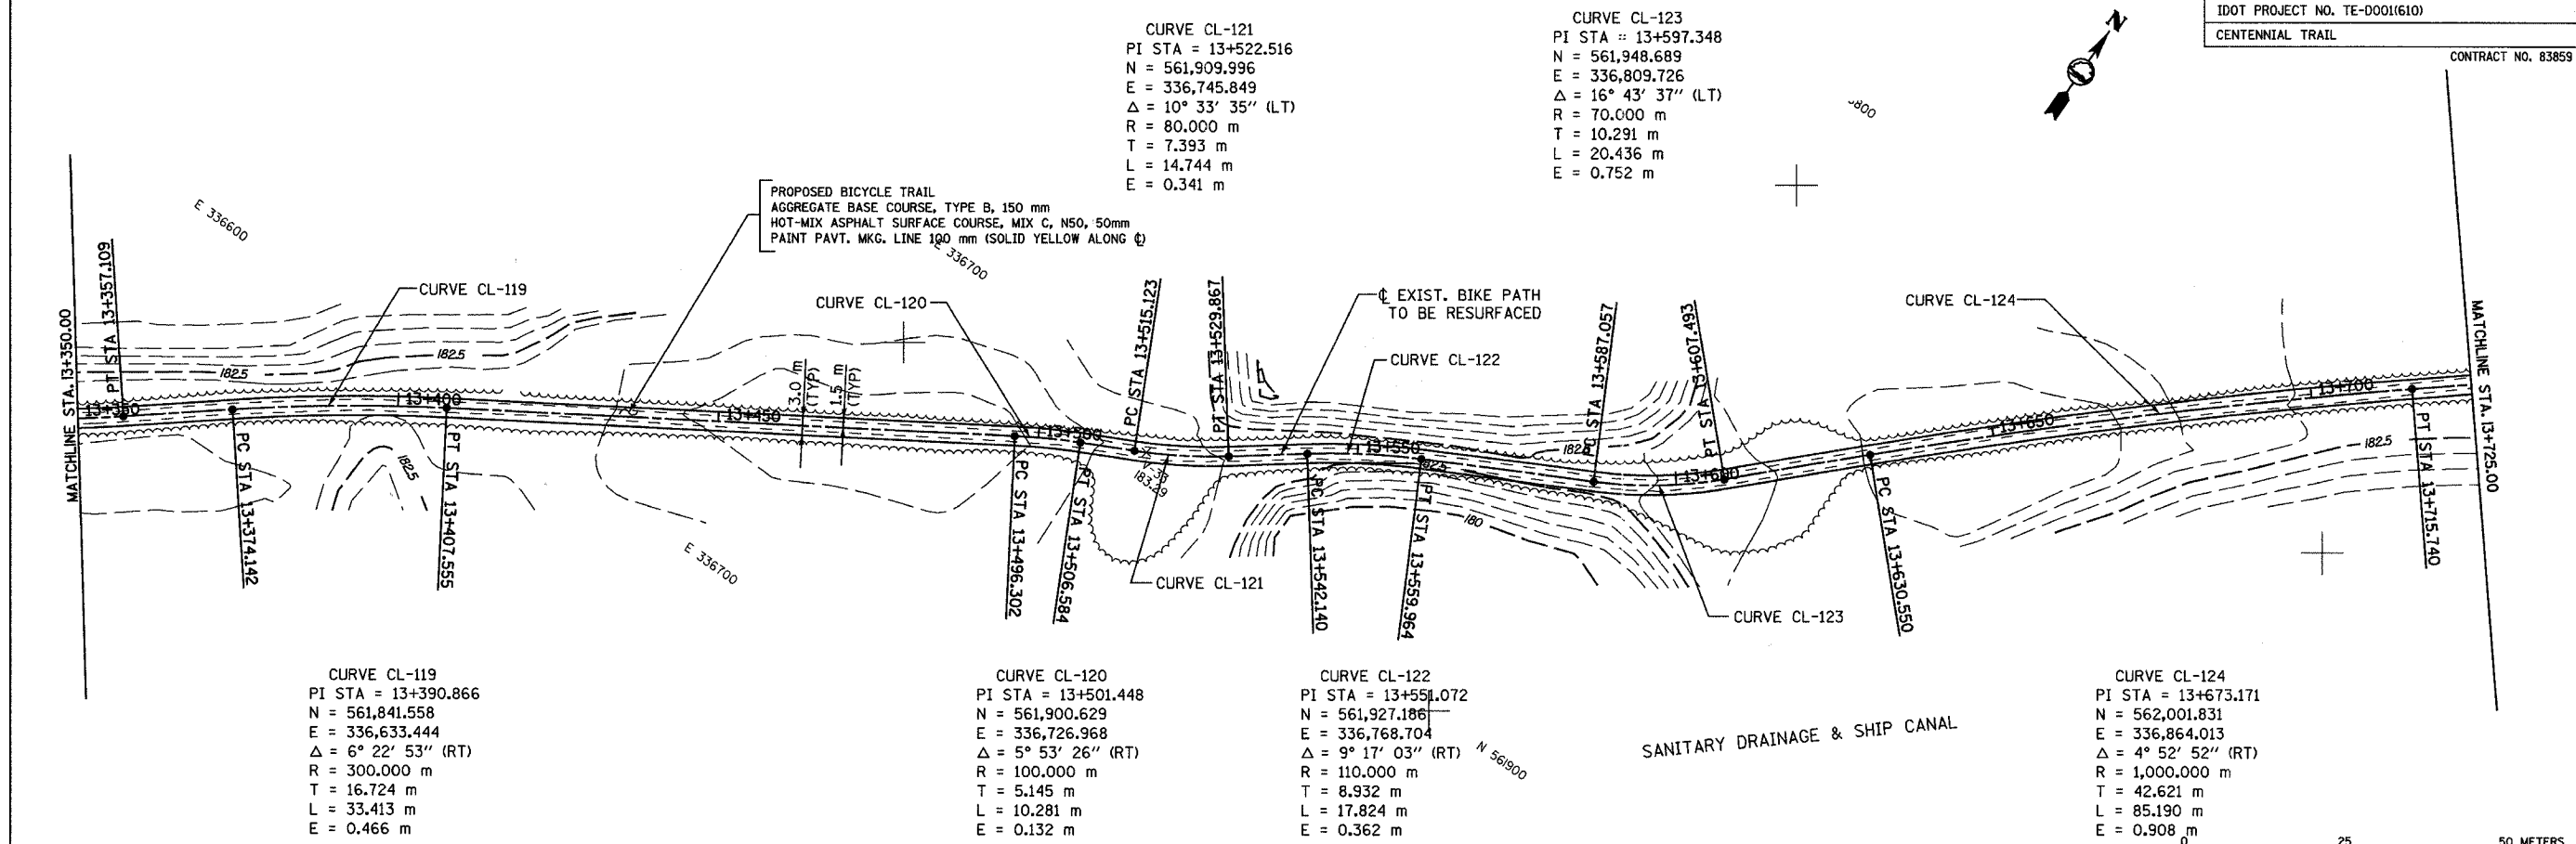 IDOT PROJECT NO. TE-D001(610)
CENTENNIAL TRAIL
CONTRACT NO. 83859
N
CURVE CL-121
PI STA = 13+522.516
N = 561,909.996
E = 336,745.849
Δ = 10° 33' 35'' (LT)
R = 80.000 m
T = 7.393 m
L = 14.744 m
E = 0.341 m
CURVE CL-123
PI STA = 13+597.348
N = 561,948.689
E = 336,809.726
Δ = 16° 43' 37'' (LT)
R = 70.000 m
T = 10.291 m
L = 20.436 m
E = 0.752 m
PROPOSED BICYCLE TRAIL
AGGREGATE BASE COURSE, TYPE B, 150 mm
HOT-MIX ASPHALT SURFACE COURSE, MIX C, N50, 50mm
PAINT PAVT. MKG. LINE 100 mm (SOLID YELLOW ALONG ℄)
E 336600
E 336700
MATCHLINE STA. 13+350.00
PT STA 13+357.109
CURVE CL-119
CURVE CL-120
PC STA 13+515.123
PT STA 13+529.867
℄ EXIST. BIKE PATH
TO BE RESURFACED
CURVE CL-122
PC STA 13+587.057
PT STA 13+607.493
CURVE CL-124
MATCHLINE STA. 13+725.00
182.5
182.5
182.5
3.0 m
(TYP)
1.5 m
(TYP)
13+350
13+400
13+450
13+500
13+550
13+600
13+650
13+700
182.5
182.5
182.5
183.29
180
PC STA 13+374.142
PT STA 13+407.555
PC STA 13+496.302
PT STA 13+506.584
CURVE CL-121
PC STA 13+542.140
PT STA 13+559.964
CURVE CL-123
PC STA 13+630.550
PT STA 13+715.740
E 336700
CURVE CL-119
PI STA = 13+390.866
N = 561,841.558
E = 336,633.444
Δ = 6° 22' 53'' (RT)
R = 300.000 m
T = 16.724 m
L = 33.413 m
E = 0.466 m
CURVE CL-120
PI STA = 13+501.448
N = 561,900.629
E = 336,726.968
Δ = 5° 53' 26'' (RT)
R = 100.000 m
T = 5.145 m
L = 10.281 m
E = 0.132 m
CURVE CL-122
PI STA = 13+551.072
N = 561,927.186
E = 336,768.704
Δ = 9° 17' 03'' (RT)
R = 110.000 m
T = 8.932 m
L = 17.824 m
E = 0.362 m
N 561900
SANITARY DRAINAGE & SHIP CANAL
CURVE CL-124
PI STA = 13+673.171
N = 562,001.831
E = 336,864.013
Δ = 4° 52' 52'' (RT)
R = 1,000.000 m
T = 42.621 m
L = 85.190 m
E = 0.908 m
0 25 50 METERS